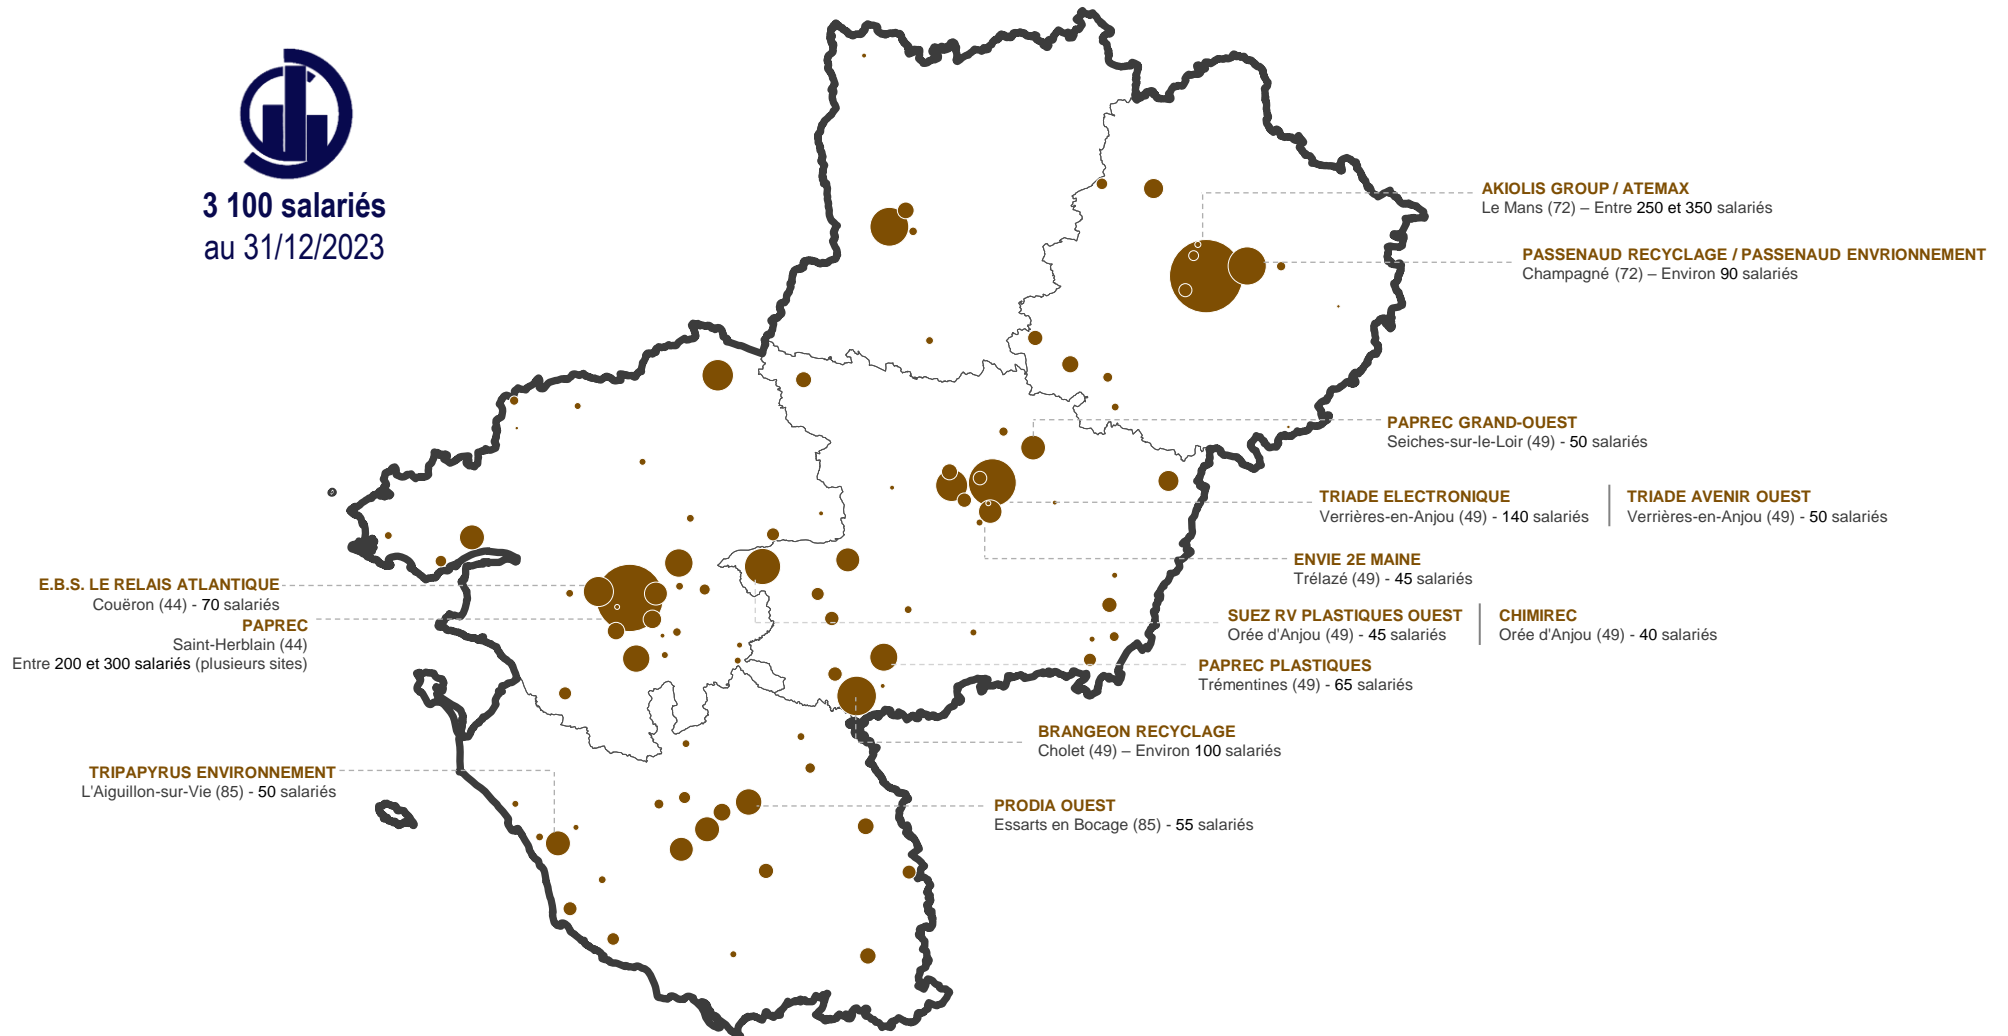 3 100 salariés
au 31/12/2023
AKIOLIS GROUP / ATEMAX
Le Mans (72) – Entre 250 et 350 salariés
PASSENAUD RECYCLAGE / PASSENAUD ENVRIONNEMENT
Champagné (72) – Environ 90 salariés
PAPREC GRAND-OUEST
Seiches-sur-le-Loir (49) - 50 salariés
TRIADE ELECTRONIQUE
Verrières-en-Anjou (49) - 140 salariés
TRIADE AVENIR OUEST
Verrières-en-Anjou (49) - 50 salariés
ENVIE 2E MAINE
Trélazé (49) - 45 salariés
E.B.S. LE RELAIS ATLANTIQUE
Couëron (44) - 70 salariés
PAPREC
Saint-Herblain (44)
Entre 200 et 300 salariés (plusieurs sites)
SUEZ RV PLASTIQUES OUEST
Orée d'Anjou (49) - 45 salariés
CHIMIREC
Orée d'Anjou (49) - 40 salariés
PAPREC PLASTIQUES
Trémentines (49) - 65 salariés
BRANGEON RECYCLAGE
Cholet (49) – Environ 100 salariés
TRIPAPYRUS ENVIRONNEMENT
L'Aiguillon-sur-Vie (85) - 50 salariés
PRODIA OUEST
Essarts en Bocage (85) - 55 salariés